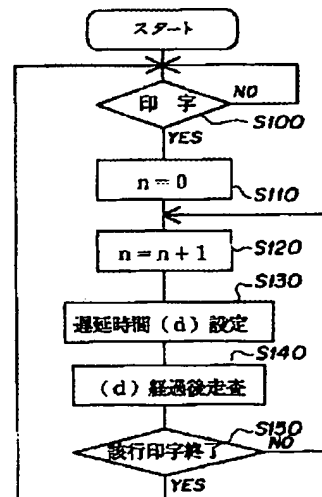 スタート
NO
印字
S100
YES
n=0
S110
n=n+1
S120
S130
遅延時間(d)設定
S140
(d)経過後走査
S150
該行印字終了
NO
YES